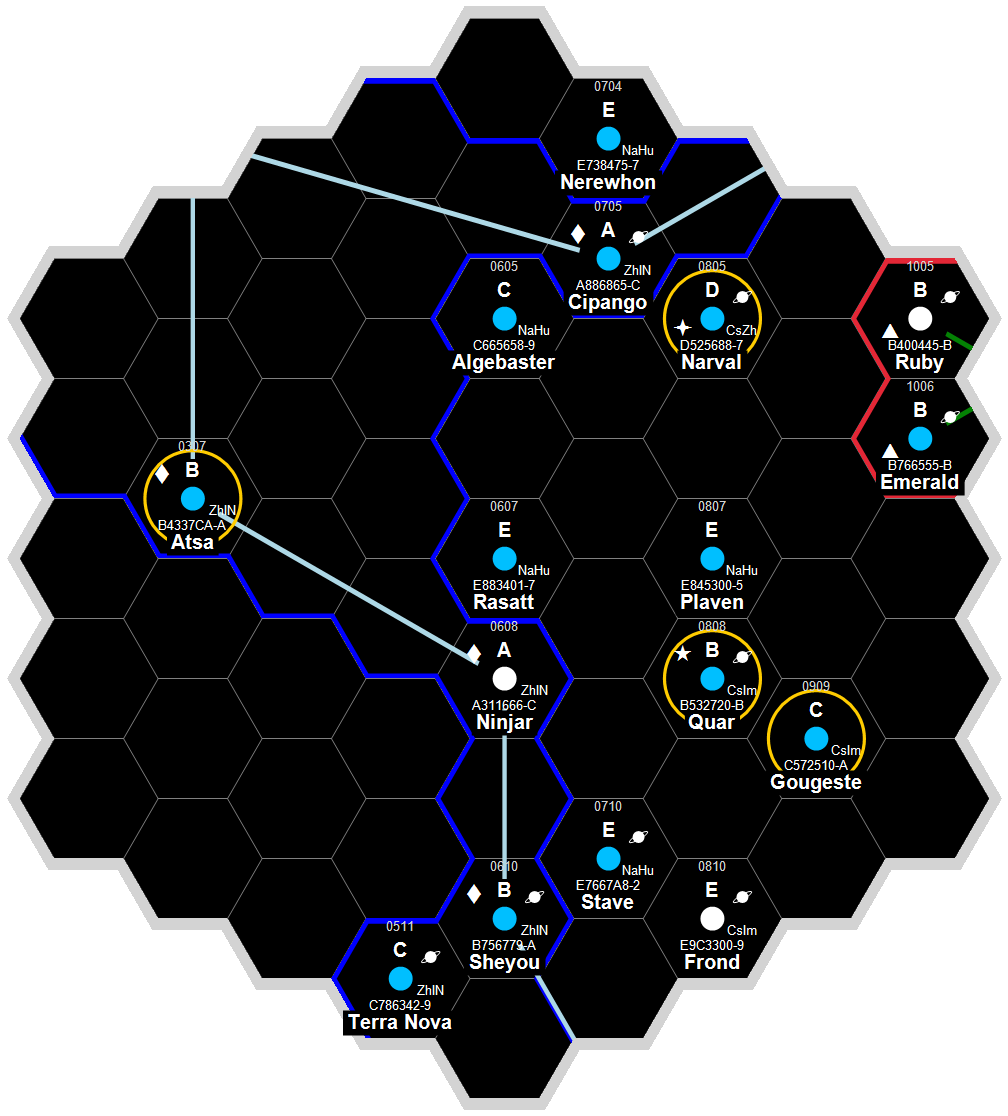 0704
E
NaHu
E738475-7
Nerewhon
0705
A
ZhIN
A886865-C
Cipango
0605
C
NaHu
C665658-9
Algebaster
0805
D
CsZh
D525688-7
Narval
1005
B
B400445-B
Ruby
1006
B
B766555-B
Emerald
0307
B
ZhIN
B4337CA-A
Atsa
0607
E
NaHu
E883401-7
Rasatt
0807
E
NaHu
E845300-5
Plaven
0608
A
ZhIN
A311666-C
Ninjar
0808
B
CsIm
B532720-B
Quar
0909
C
CsIm
C572510-A
Gougeste
0710
E
NaHu
E7667A8-2
Stave
0610
B
ZhIN
B756779-A
Sheyou
0810
E
CsIm
E9C3300-9
Frond
0511
C
ZhIN
C786342-9
Terra Nova